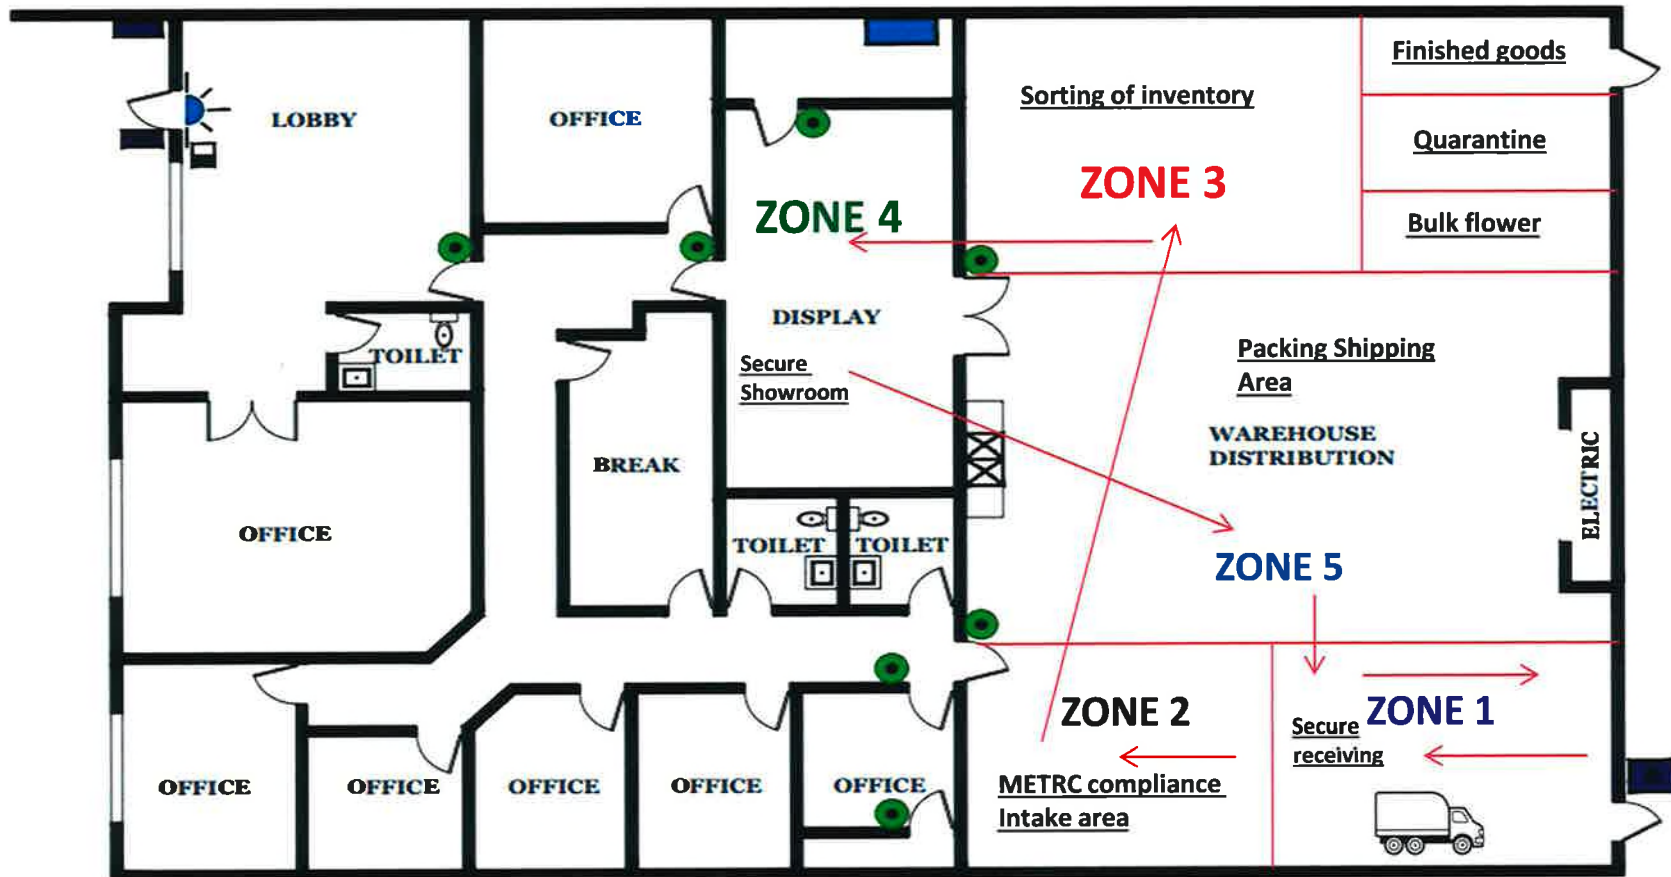 Finished goods
Sorting of inventory
LOBBY
OFFICE
Quarantine
ZONE 3
ZONE 4
Bulk flower
DISPLAY
TOILET
Secure
Showroom
Packing Shipping
Area
WAREHOUSE
DISTRIBUTION
BREAK
ELECTRIC
OFFICE
TOILET
TOILET
ZONE 5
ZONE 2
ZONE 1
Secure
receiving
METRC compliance
Intake area
OFFICE
OFFICE
OFFICE
OFFICE
OFFICE